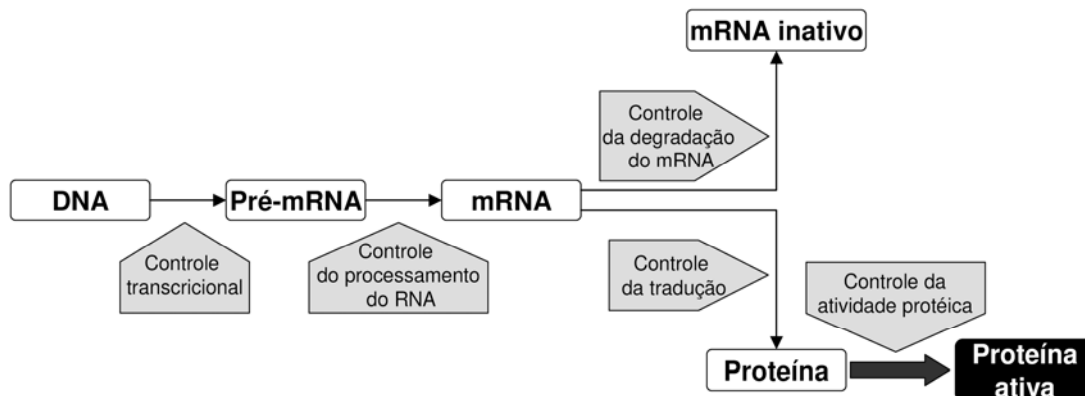 mRNA inativo
Controle
da degradação
do mRNA
DNA
Pré-mRNA
mRNA
Controle
transcricional
Controle
do processamento
do RNA
Controle
da tradução
Controle da
atividade protéica
Proteína
Proteína
ativa